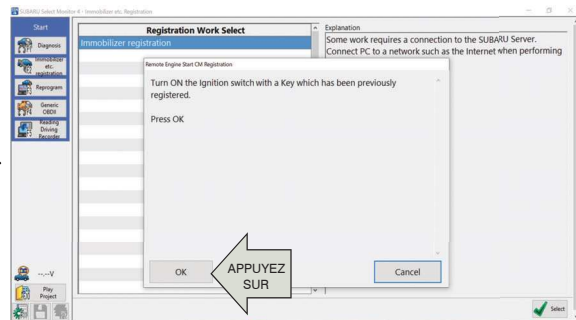 SUBARU Select Monitor 4 - Immobilizer etc. Registration
Start
Diagnosis
Immobilizer
etc.
registration
Reprogram
Generic
OBDII
Reading
Driving
Recorder
--.--V
Play
Project
Registration Work Select
Immobilizer registration
Explanation
Some work requires a connection to the SUBARU Server.
Connect PC to a network such as the Internet when performing
Remote Engine Start CM Registration
Turn ON the Ignition switch with a Key which has been previously
registered.
Press OK
OK
APPUYEZ
SUR
Cancel
Select